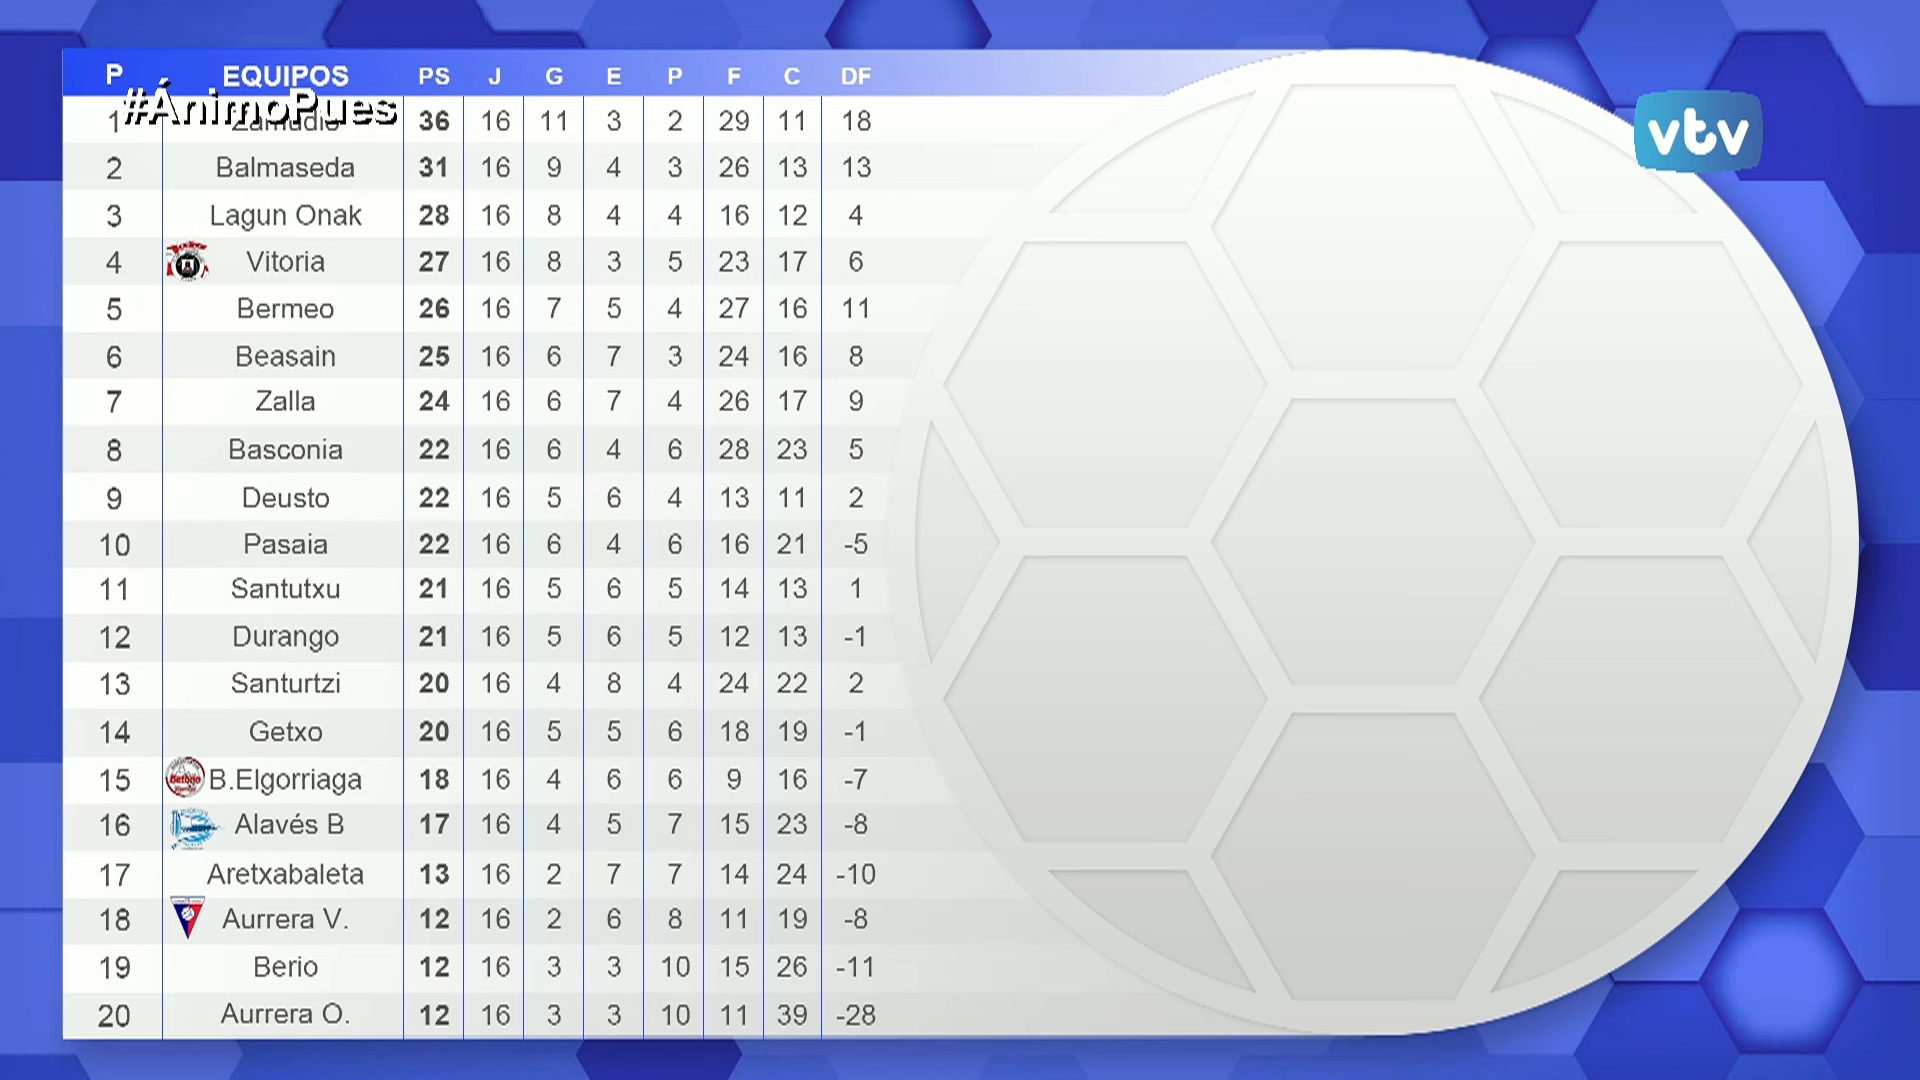 P EQUIPOS PS J G E P F C DF
#ÁnimoPues
1 Zamudio 36 16 11 3 2 29 11 18
vtv
2 Balmaseda 31 16 9 4 3 26 13 13
3 Lagun Onak 28 16 8 4 4 16 12 4
4 Vitoria 27 16 8 3 5 23 17 6
5 Bermeo 26 16 7 5 4 27 16 11
6 Beasain 25 16 6 7 3 24 16 8
7 Zalla 24 16 6 7 4 26 17 9
8 Basconia 22 16 6 4 6 28 23 5
9 Deusto 22 16 5 6 4 13 11 2
10 Pasaia 22 16 6 4 6 16 21 -5
11 Santutxu 21 16 5 6 5 14 13 1
12 Durango 21 16 5 6 5 12 13 -1
13 Santurtzi 20 16 4 8 4 24 22 2
14 Getxo 20 16 5 5 6 18 19 -1
15 B.Elgorriaga 18 16 4 6 6 9 16 -7
16 Alavés B 17 16 4 5 7 15 23 -8
17 Aretxabaleta 13 16 2 7 7 14 24 -10
18 Aurrera V. 12 16 2 6 8 11 19 -8
19 Berio 12 16 3 3 10 15 26 -11
20 Aurrera O. 12 16 3 3 10 11 39 -28